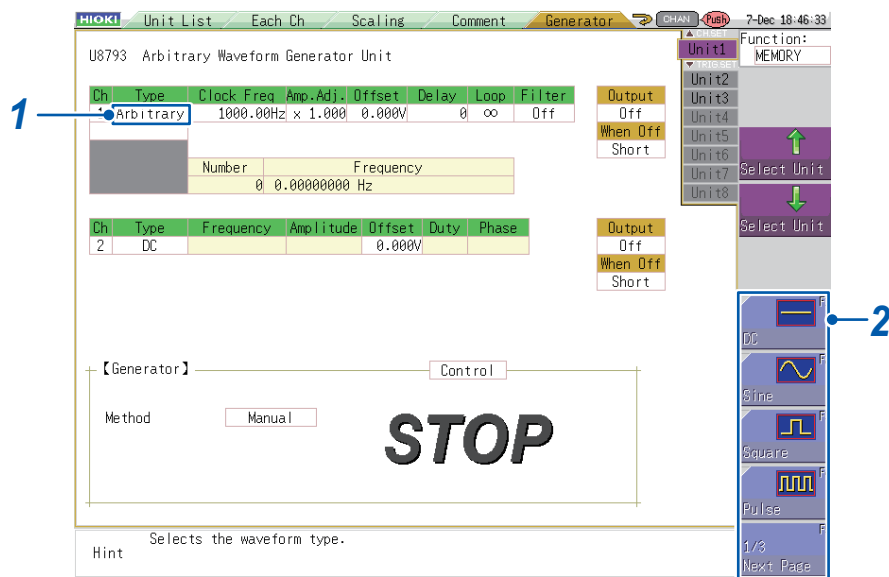 HIOKI Unit List Each Ch Scaling Comment Generator CHAN Push 7-Dec 18:46:33
U8793 Arbitrary Waveform Generator Unit
CH.SET
Unit1
TRIG.SET
Unit2
Unit3
Unit4
Unit5
Unit6
Unit7
Unit8
Function:
MEMORY
Select Unit
Select Unit
1
Ch Type Clock Freq Amp.Adj. Offset Delay Loop Filter
1 Arbitrary 1000.00Hz x 1.000 0.000V 0 ∞ Off
Number Frequency
0 0.00000000 Hz
Output
Off
When Off
Short
Ch Type Frequency Amplitude Offset Duty Phase
2 DC 0.000V
Output
Off
When Off
Short
2
F
DC
F
Sine
F
Square
F
Pulse
F
1/3
Next Page
【Generator】 Control
Method Manual
STOP
Hint Selects the waveform type.